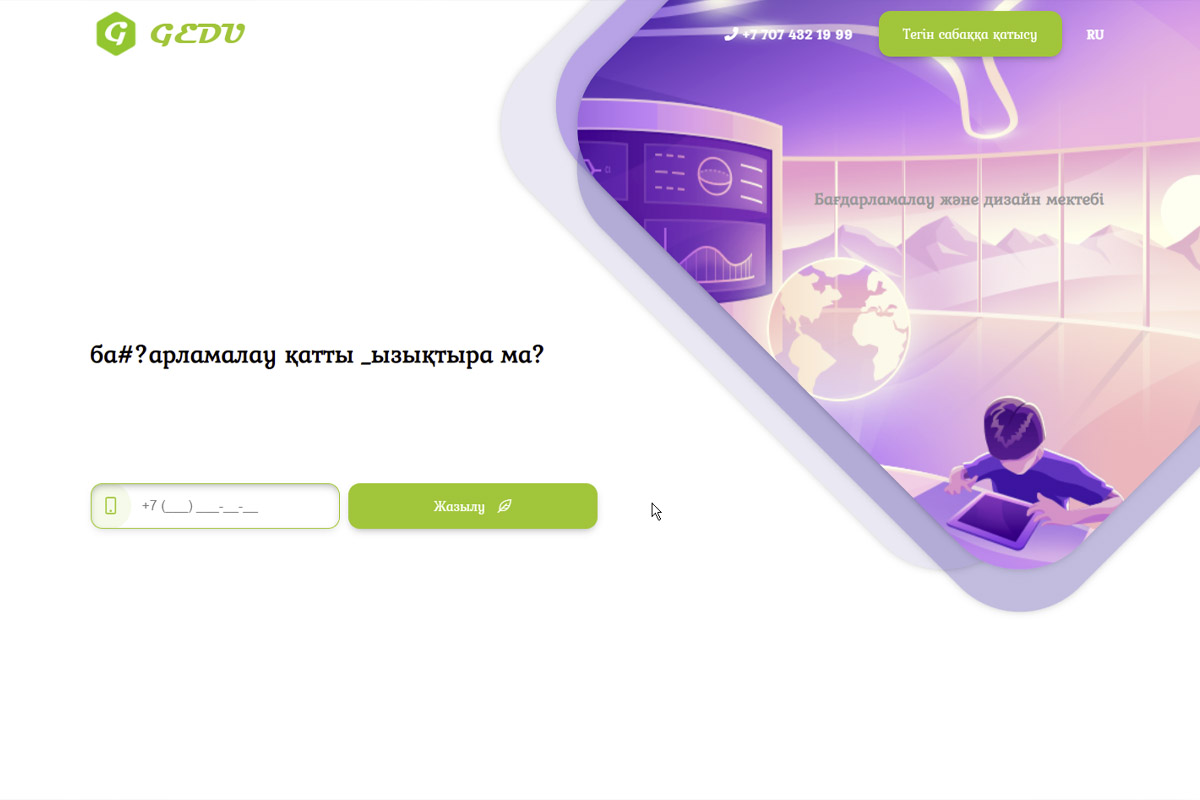 G GEDU
+7 707 432 19 99
Тегін сабаққа қатысу
RU
Бағдарламалау және дизайн мектебі
ба#?арламалау қатты _ызықтыра ма?
+7 (___) ___-__-__
Жазылу